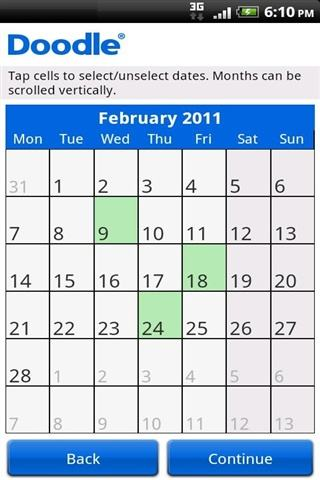 3G 6:10 PM
Doodle®
Tap cells to select/unselect dates. Months can be
scrolled vertically.
February 2011
Mon Tue Wed Thu Fri Sat Sun
31 1 2 3 4 5 6
7 8 9 10 11 12 13
14 15 16 17 18 19 20
21 22 23 24 25 26 27
28 1 2 3 4 5 6
7 8 9 10 11 12 13
Back Continue